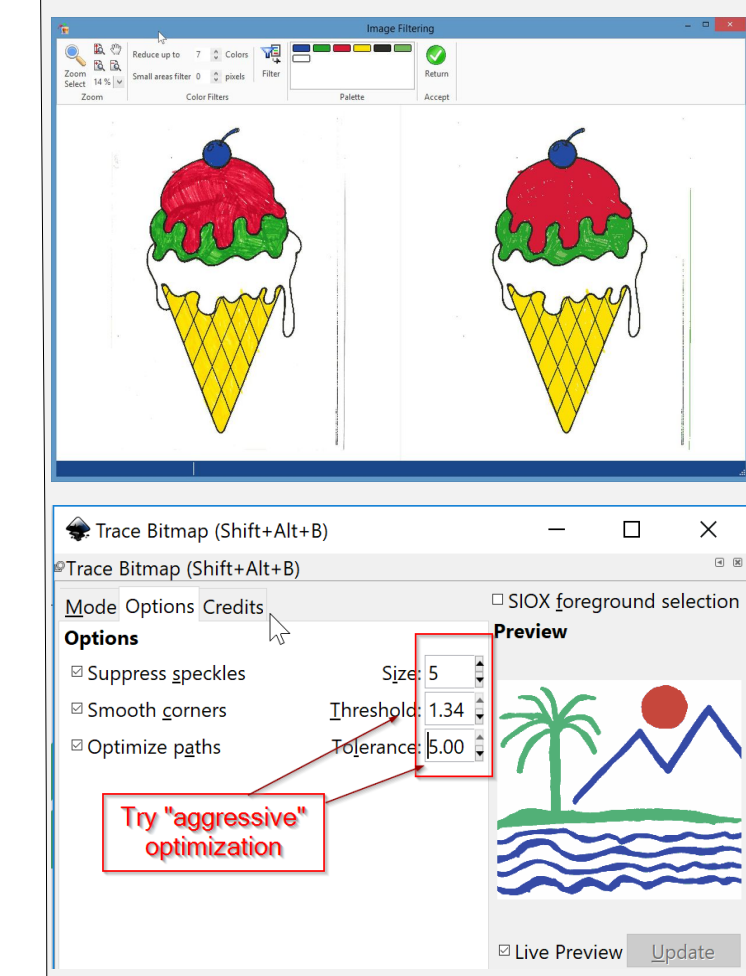 Image Filtering
Reduce up to 7 Colors
Small areas filter 0 pixels
Zoom
Select 14 %
Filter
Return
Zoom
Color Filters
Palette
Accept
Trace Bitmap (Shift+Alt+B)
Trace Bitmap (Shift+Alt+B)
Mode Options Credits
SIOX foreground selection
Options
Preview
Suppress speckles Size: 5
Smooth corners Threshold: 1.34
Optimize paths Tolerance: 5.00
Try "aggressive"
optimization
Live Preview Update